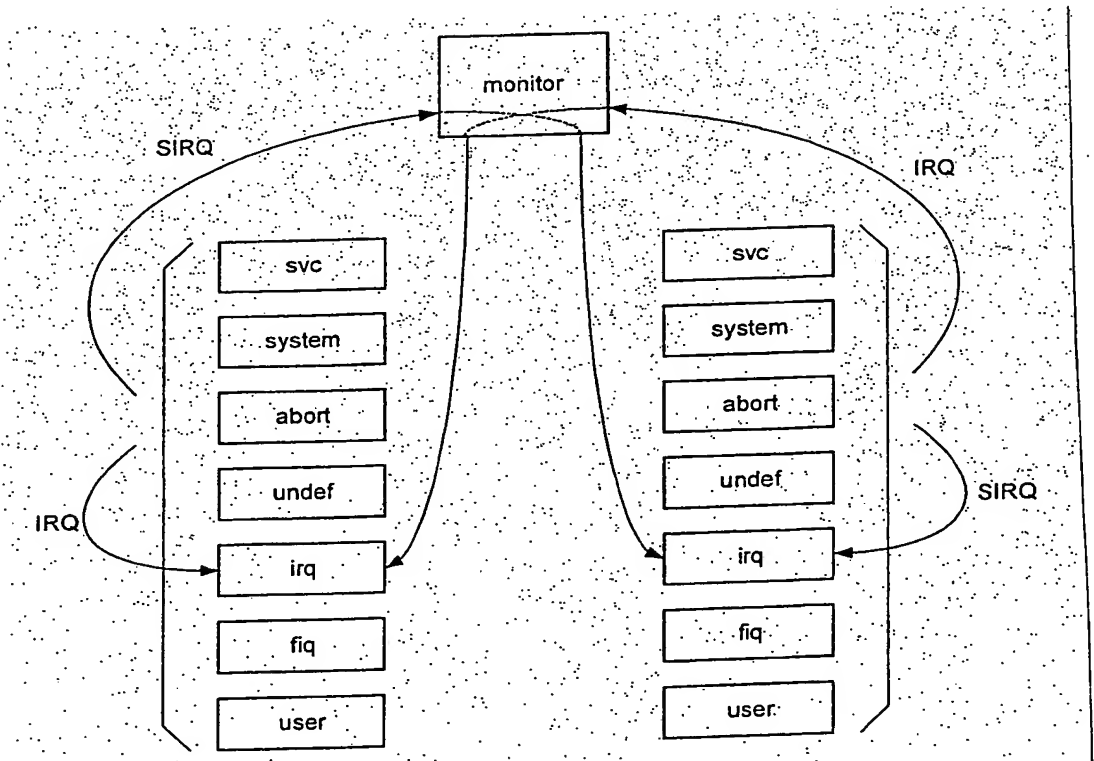 monitor
SIRQ
IRQ
svc
system
abort
undef
irq
fiq
user
IRQ
svc
system
abort
undef
irq
fiq
user
SIRQ